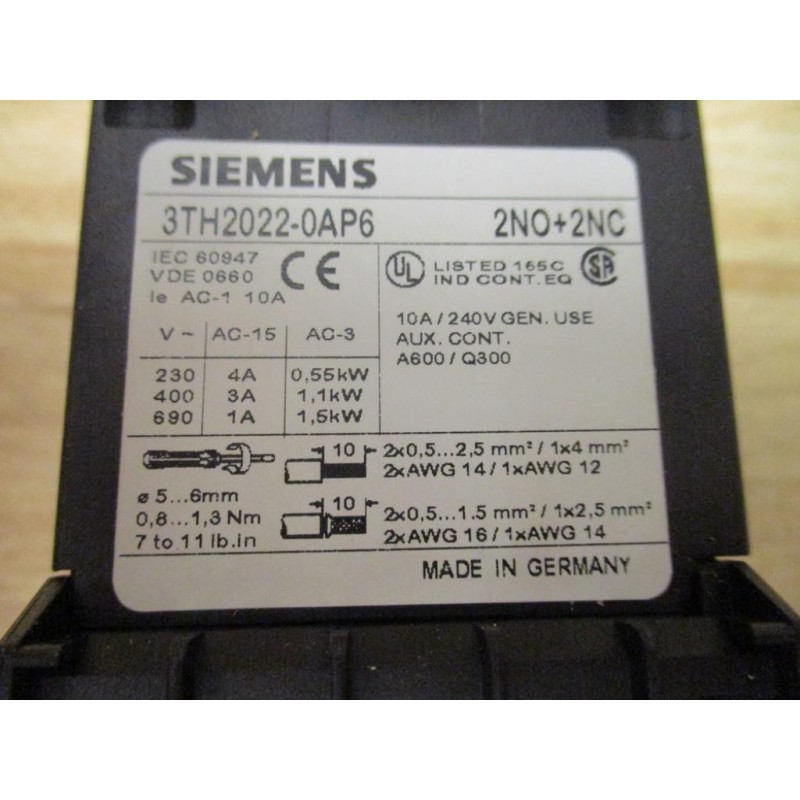 SIEMENS
3TH2022-0AP6 2NO+2NC
IEC 60947
VDE 0660
Ie AC-1 10A
CE
UL LISTED 165C
IND CONT. EQ
SA
10A / 240V GEN. USE
AUX. CONT.
A600 / Q300
V~ AC-15 AC-3
230 4A 0,55kW
400 3A 1,1kW
690 1A 1,5kW
10 2x0,5...2,5 mm² / 1x4 mm²
2xAWG 14 / 1xAWG 12
ø 5...6mm
0,8...1,3 Nm
7 to 11 lb.in
10 2x0,5...1.5 mm² / 1x2,5 mm²
2xAWG 16 / 1xAWG 14
MADE IN GERMANY